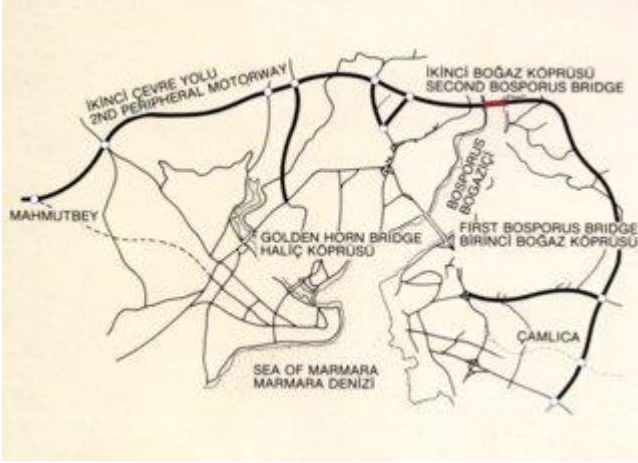 İKİNCİ ÇEVRE YOLU
2ND PERIPHERAL MOTORWAY
İKİNCİ BOĞAZ KÖPRÜSÜ
SECOND BOSPORUS BRIDGE
BOSPORUS
BOGAZİÇİ
MAHMUTBEY
GOLDEN HORN BRIDGE
HALİÇ KÖPRÜSÜ
FIRST BOSPORUS BRIDGE
BİRİNCİ BOĞAZ KÖPRÜSÜ
ÇAMLICA
SEA OF MARMARA
MARMARA DENİZİ